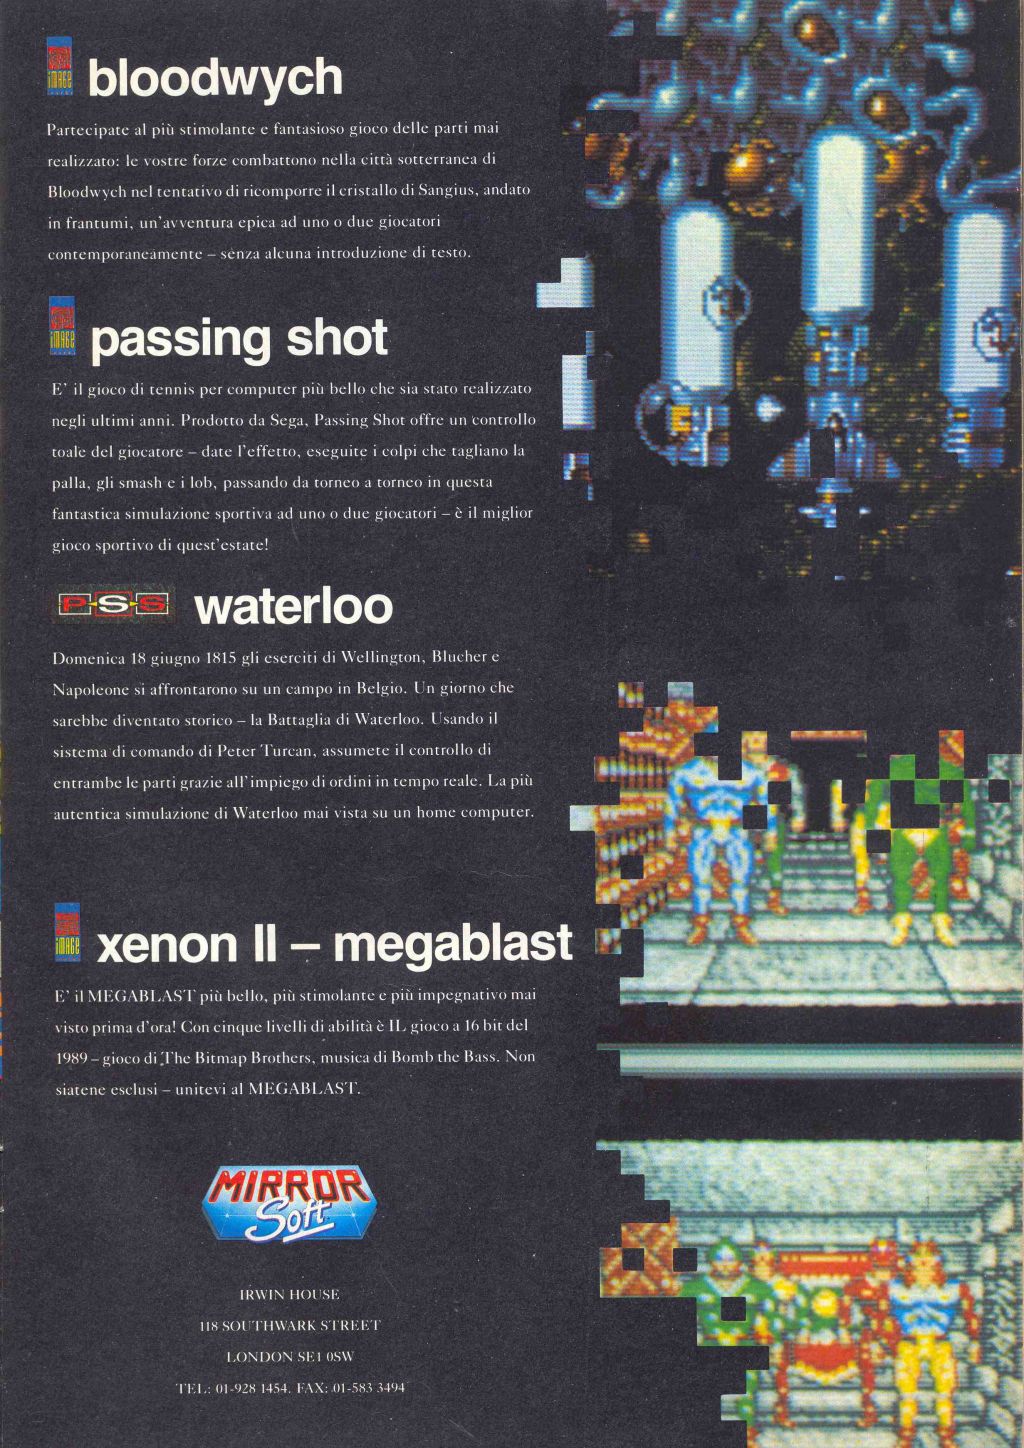 IMAGE
bloodwych
Partecipate al più stimolante e fantasioso gioco delle parti mai
realizzato: le vostre forze combattono nella città sotterranea di
Bloodwych nel tentativo di ricomporre il cristallo di Sangius, andato
in frantumi, un'avventura epica ad uno o due giocatori
contemporaneamente – senza alcuna introduzione di testo.
IMAGE
passing shot
E' il gioco di tennis per computer più bello che sia stato realizzato
negli ultimi anni. Prodotto da Sega, Passing Shot offre un controllo
toale del giocatore – date l'effetto, eseguite i colpi che tagliano la
palla, gli smash e i lob, passando da torneo a torneo in questa
fantastica simulazione sportiva ad uno o due giocatori – è il miglior
gioco sportivo di quest'estate!
P·S·S waterloo
Domenica 18 giugno 1815 gli eserciti di Wellington, Blucher e
Napoleone si affrontarono su un campo in Belgio. Un giorno che
sarebbe diventato storico – la Battaglia di Waterloo. Usando il
sistema di comando di Peter Turcan, assumete il controllo di
entrambe le parti grazie all'impiego di ordini in tempo reale. La più
autentica simulazione di Waterloo mai vista su un home computer.
IMAGE
xenon II – megablast
E' il MEGABLAST più bello, più stimolante e più impegnativo mai
visto prima d'ora! Con cinque livelli di abilità è IL gioco a 16 bit del
1989 – gioco di The Bitmap Brothers, musica di Bomb the Bass. Non
siatene esclusi – unitevi al MEGABLAST.
MIRROR
Soft
IRWIN HOUSE
118 SOUTHWARK STREET
LONDON SE1 0SW
TEL: 01-928 1454. FAX: 01-583 3494